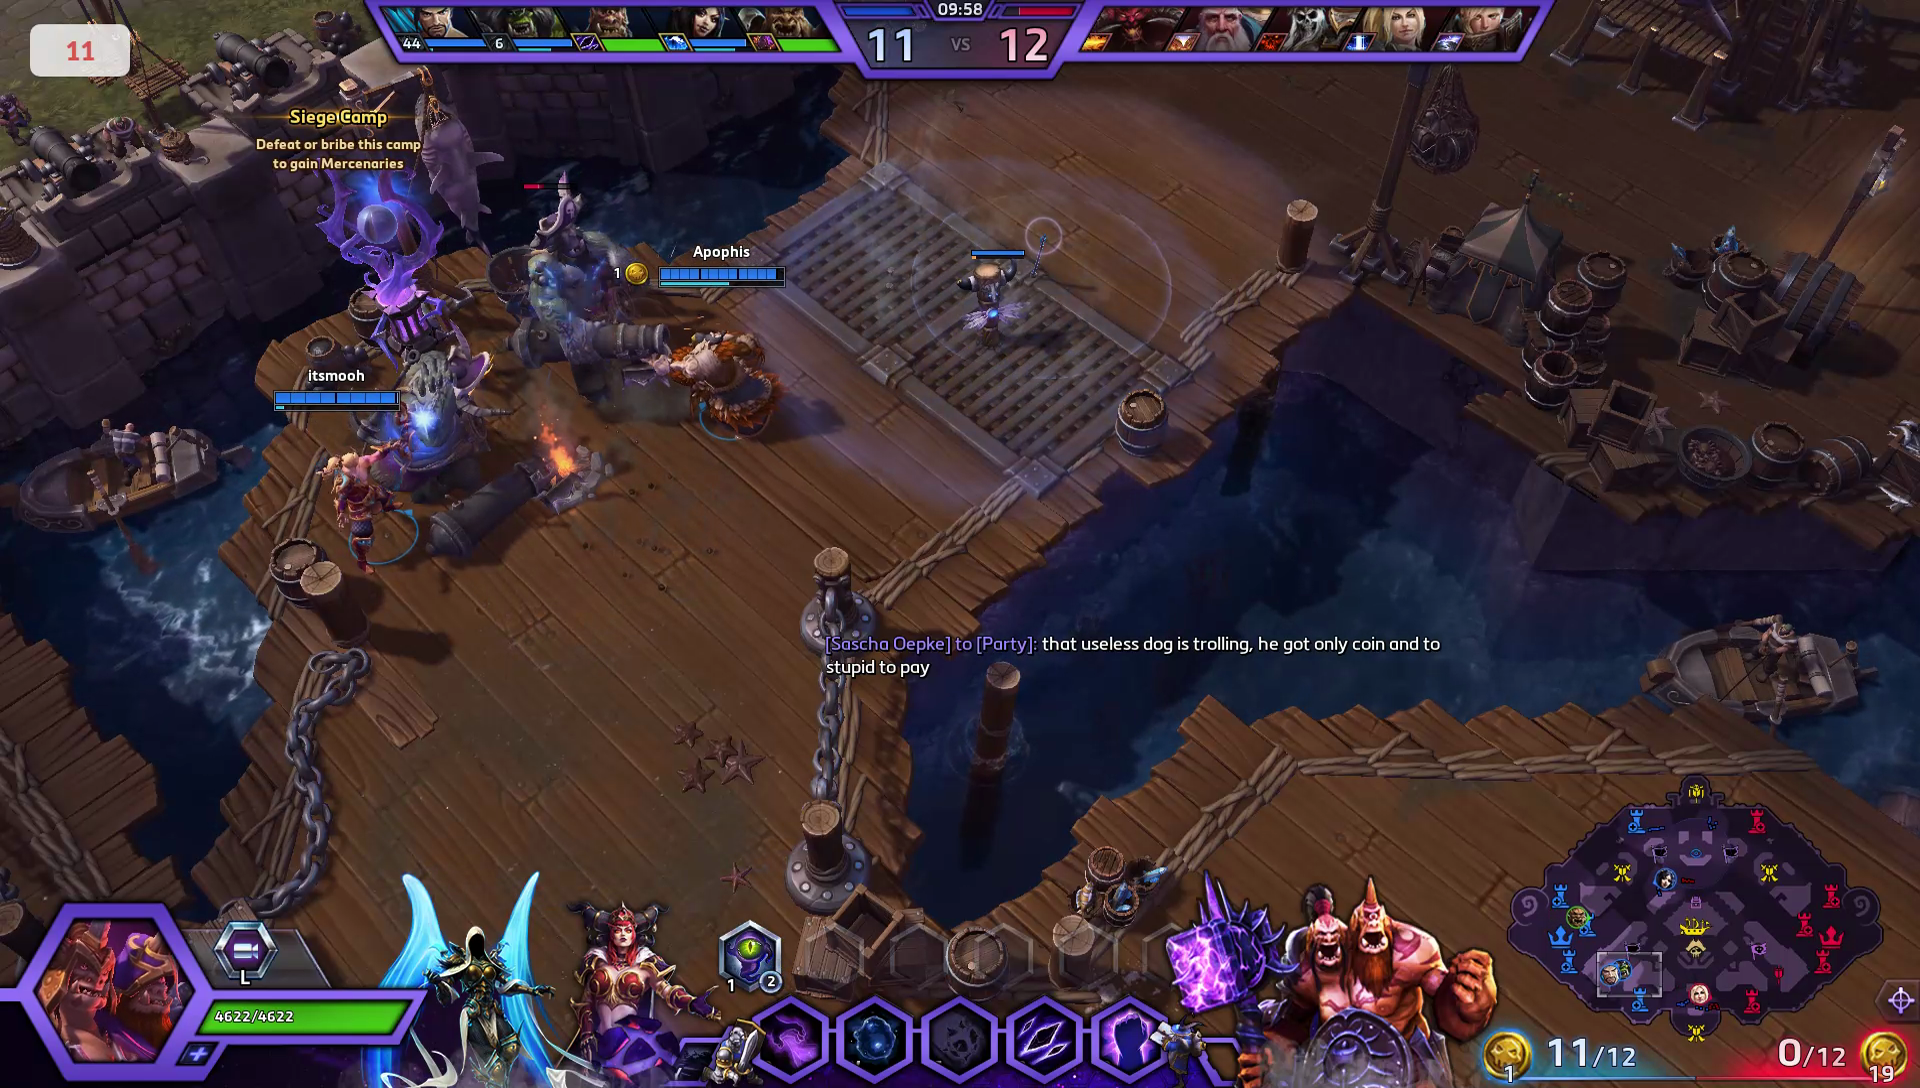 11
44
6
09:58
11 VS 12
Siege Camp
Defeat or bribe this camp
to gain Mercenaries
Apophis
1
itsmooh
[Sascha Oepke] to [Party]: that useless dog is trolling, he got only coin and to
stupid to pay
L
4622/4622
1
2
11/12
1
0/12
19